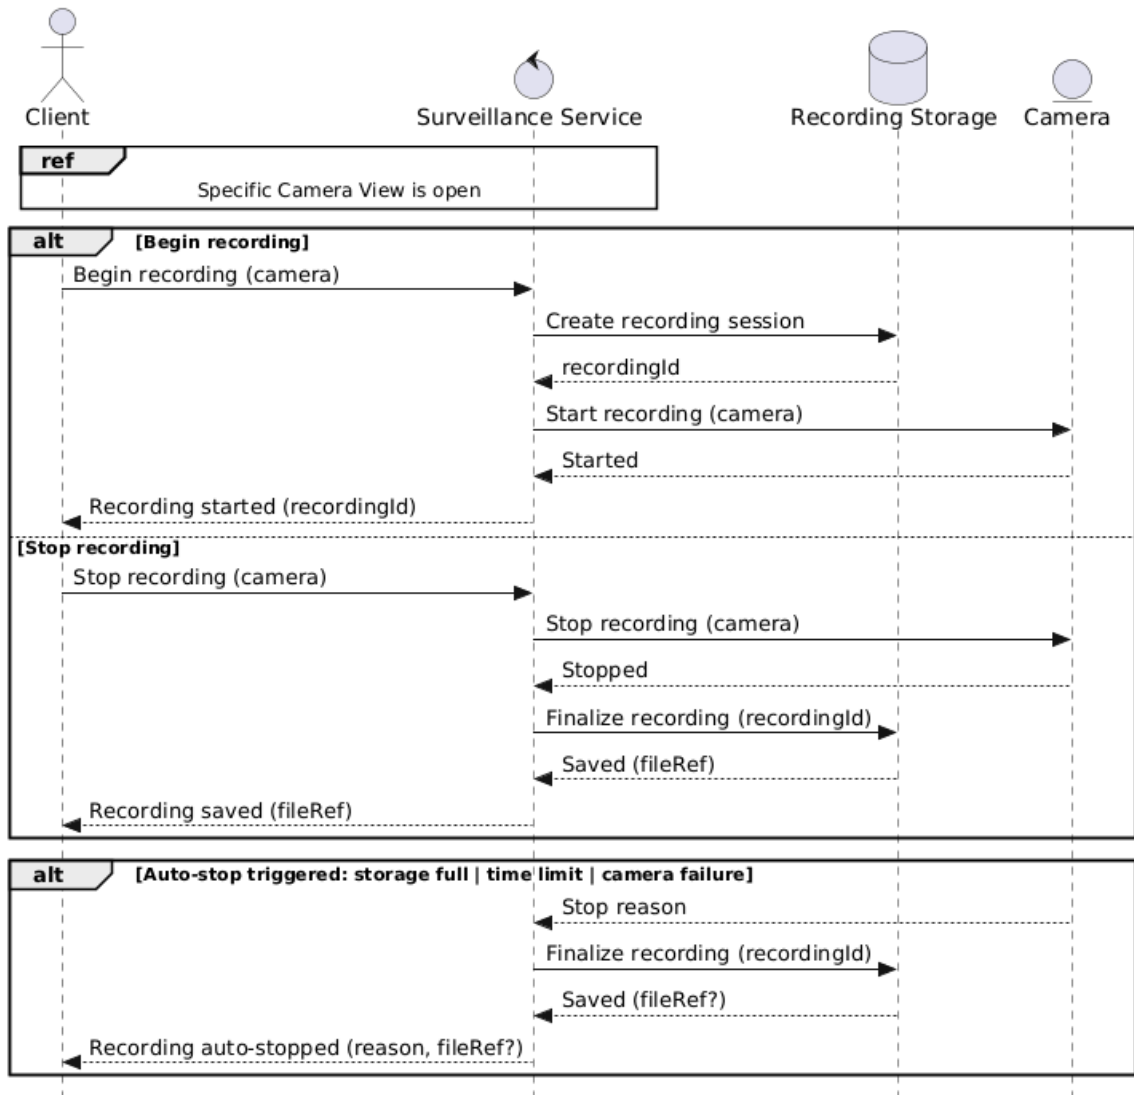 Client
Surveillance Service
Recording Storage
Camera
ref
Specific Camera View is open
alt
[Begin recording]
Begin recording (camera)
Create recording session
recordingId
Start recording (camera)
Started
Recording started (recordingId)
[Stop recording]
Stop recording (camera)
Stop recording (camera)
Stopped
Finalize recording (recordingId)
Saved (fileRef)
Recording saved (fileRef)
alt
[Auto-stop triggered: storage full | time limit | camera failure]
Stop reason
Finalize recording (recordingId)
Saved (fileRef?)
Recording auto-stopped (reason, fileRef?)